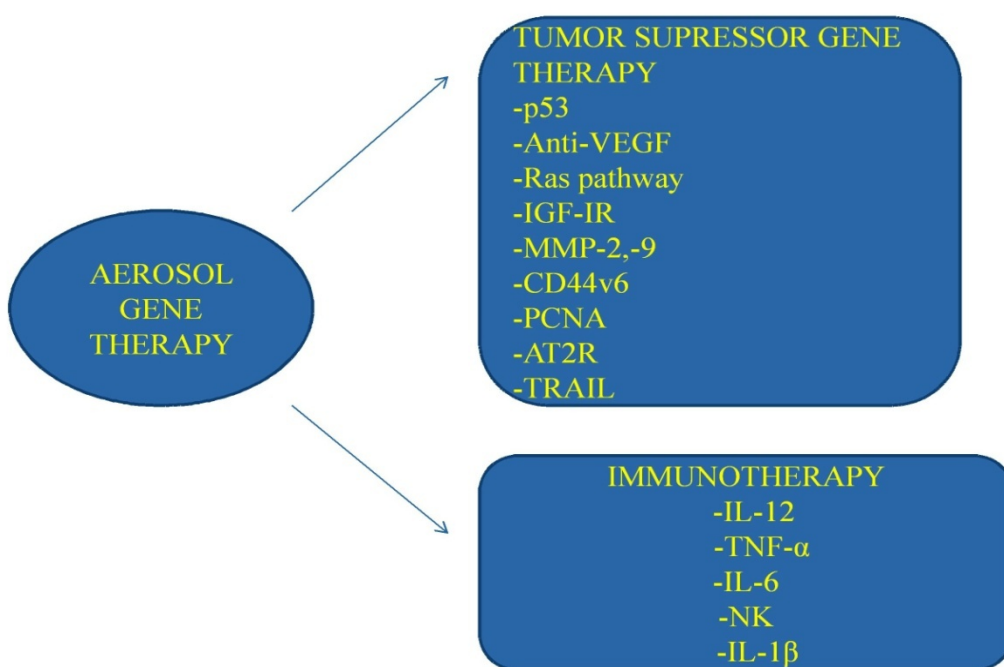 AEROSOL
GENE
THERAPY
TUMOR SUPRESSOR GENE
THERAPY
-p53
-Anti-VEGF
-Ras pathway
-IGF-IR
-MMP-2,-9
-CD44v6
-PCNA
-AT2R
-TRAIL
IMMUNOTHERAPY
-IL-12
-TNF-α
-IL-6
-NK
-IL-1β